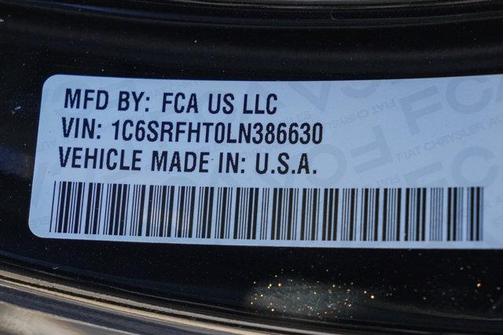 MFD BY: FCA US LLC
VIN: 1C6SRFHT0LN386630
VEHICLE MADE IN: U.S.A.